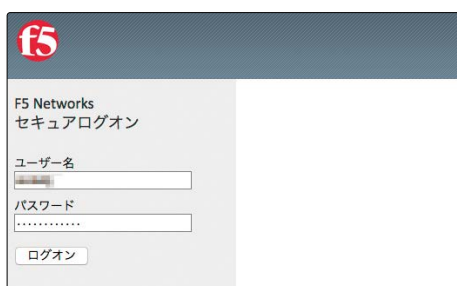 f5
F5 Networks
セキュアログオン
ユーザー名
パスワード
............
ログオン